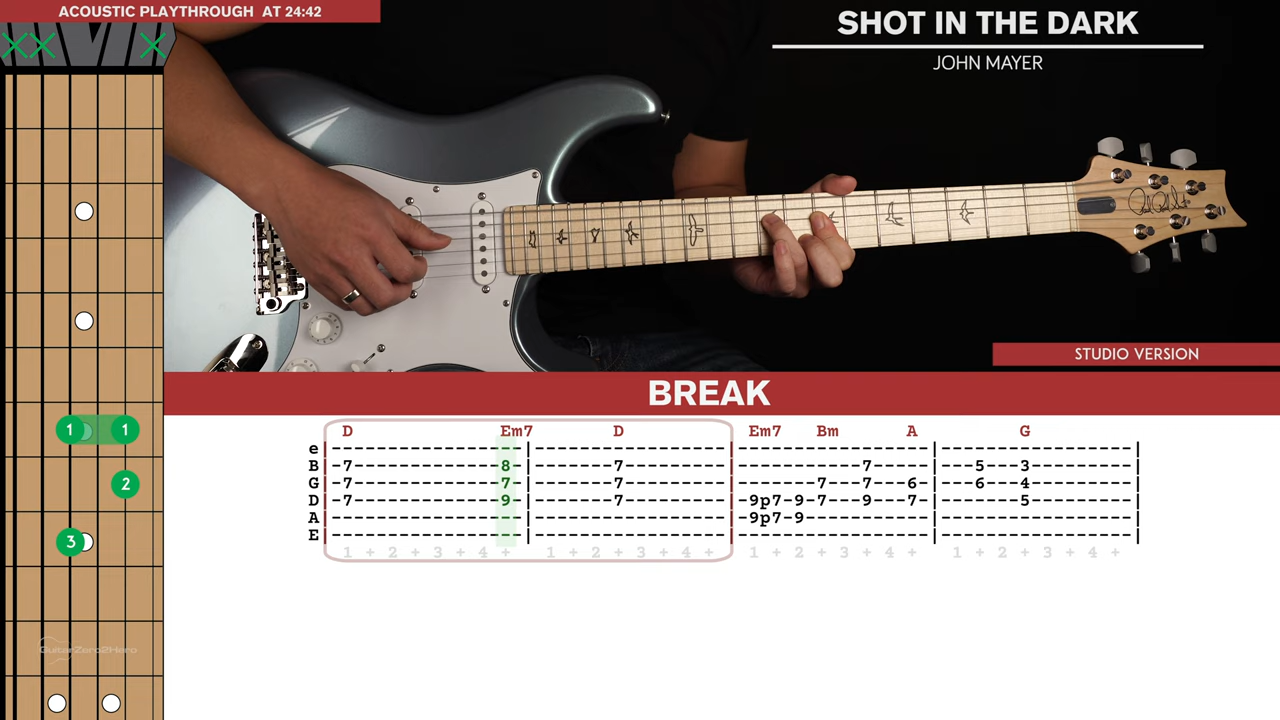 ACOUSTIC PLAYTHROUGH AT 24:42
SHOT IN THE DARK
JOHN MAYER
STUDIO VERSION
BREAK
1 1
2
3
GuitarZero2Hero
D Em7 D Em7 Bm A G
e|----------------|----------------|----------------|----------------|
B|-7-------------8-|-------7---------|-----------7-----|---5---3---------|
G|-7-------------7-|-------7---------|-------7---7---6-|---6---4---------|
D|-7-------------9-|-------7---------|-9p7-9-7---9---7-|-------5---------|
A|-----------------|-----------------|-9p7-9-----------|-----------------|
E|-----------------|-----------------|-----------------|-----------------|
1 + 2 + 3 + 4 + 1 + 2 + 3 + 4 + 1 + 2 + 3 + 4 + 1 + 2 + 3 + 4 +